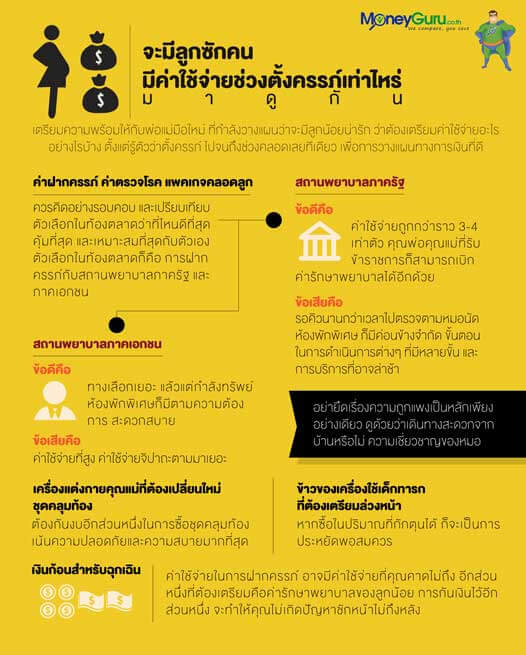 MoneyGuru.co.th
We compare, you save
จะมีลูกซักคน
มีค่าใช้จ่ายช่วงตั้งครรภ์เท่าไหร่
มาดูกัน
เตรียมความพร้อมให้กับพ่อแม่มือใหม่ ที่กำลังวางแผนว่าจะมีลูกน้อยน่ารัก ว่าต้องเตรียมค่าใช้จ่ายอะไร
อย่างไรบ้าง ตั้งแต่รู้ตัวว่าตั้งครรภ์ ไปจนถึงช่วงคลอดเลยทีเดียว เพื่อการวางแผนทางการเงินที่ดี
ค่าฝากครรภ์ ค่าตรวจโรค แพคเกจคลอดลูก
ควรคิดอย่างรอบคอบ และเปรียบเทียบ
ตัวเลือกในท้องตลาดว่าที่ไหนดีที่สุด
คุ้มที่สุด และเหมาะสมที่สุดกับตัวเอง
ตัวเลือกในท้องตลาดก็คือ การฝาก
ครรภ์กับสถานพยาบาลภาครัฐ และ
ภาคเอกชน
สถานพยาบาลภาครัฐ
ข้อดีคือ
ค่าใช้จ่ายถูกกว่าราว 3-4
เท่าตัว คุณพ่อคุณแม่ที่รับ
ข้าราชการก็สามารถเบิก
ค่ารักษาพยาบาลได้อีกด้วย
ข้อเสียคือ
รอคิวนานกว่าเวลาไปตรวจตามหมอนัด
ห้องพักพิเศษ ก็มีค่อนข้างจำกัด ขั้นตอน
ในการดำเนินการต่างๆ ที่มีหลายขั้น และ
การบริการที่อาจล่าช้า
สถานพยาบาลภาคเอกชน
ข้อดีคือ
ทางเลือกเยอะ แล้วแต่กำลังทรัพย์
ห้องพักพิเศษก็มีตามความต้อง
การ สะดวกสบาย
ข้อเสียคือ
ค่าใช้จ่ายที่สูง ค่าใช้จ่ายจิปาถะตามมาเยอะ
อย่ายึดเรื่องความถูกแพงเป็นหลักเพียง
อย่างเดียว ดูด้วยว่าเดินทางสะดวกจาก
บ้านหรือไม่ ความเชี่ยวชาญของหมอ
เครื่องแต่งกายคุณแม่ที่ต้องเปลี่ยนใหม่
ชุดคลุมท้อง
ต้องกันงบอีกส่วนหนึ่งในการซื้อชุดคลุมท้อง
เน้นความปลอดภัยและความสบายมากที่สุด
ข้าวของเครื่องใช้เด็กทารก
ที่ต้องเตรียมล่วงหน้า
หากซื้อในปริมาณที่กักตุนได้ ก็จะเป็นการ
ประหยัดพอสมควร
เงินก้อนสำหรับฉุกเฉิน
ค่าใช้จ่ายในการฝากครรภ์ อาจมีค่าใช้จ่ายที่คุณคาดไม่ถึง อีกส่วน
หนึ่งที่ต้องเตรียมคือค่ารักษาพยาบาลของลูกน้อย การกันเงินไว้อีก
ส่วนหนึ่ง จะทำให้คุณไม่เกิดปัญหาชักหน้าไม่ถึงหลัง